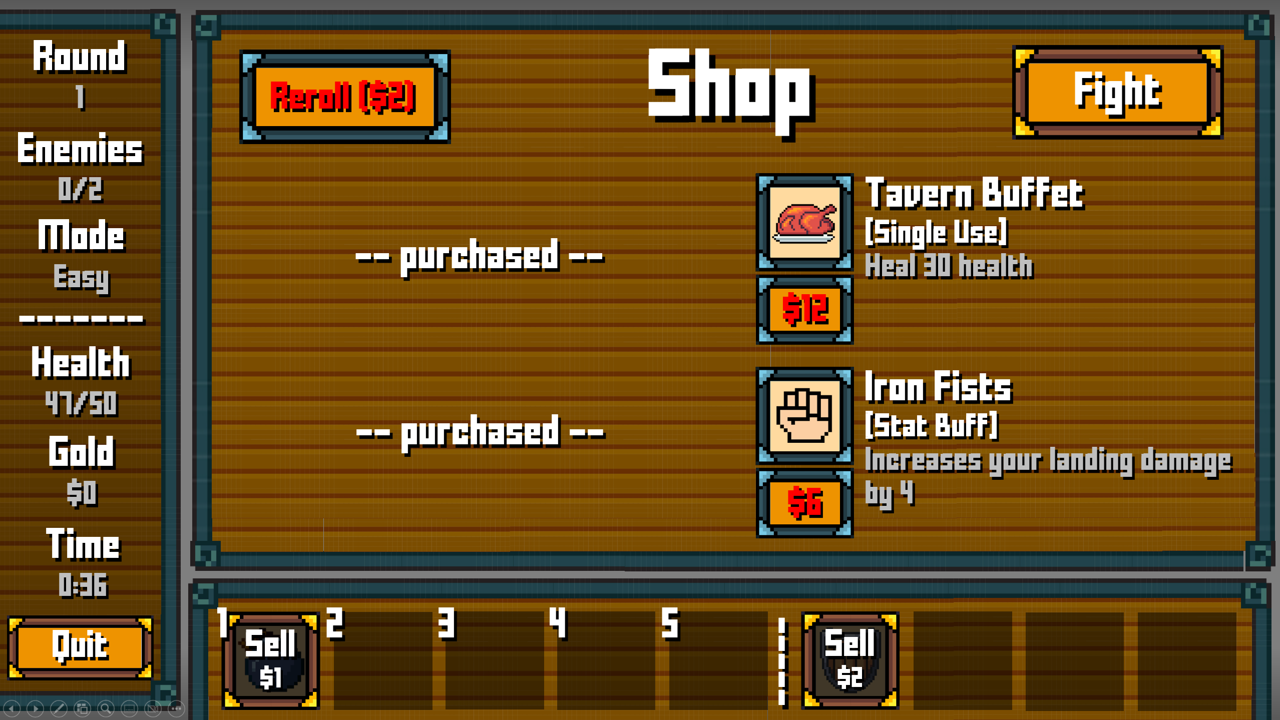 Round
1
Enemies
0/2
Mode
Easy
-------
Health
47/50
Gold
$0
Time
0:36
Quit
Reroll ($2)
Shop
Fight
-- purchased --
Tavern Buffet
[Single Use]
Heal 30 health
$12
-- purchased --
Iron Fists
[Stat Buff]
Increases your landing damage
by 4
$6
1 2 3 4 5
Sell
$1
Sell
$2